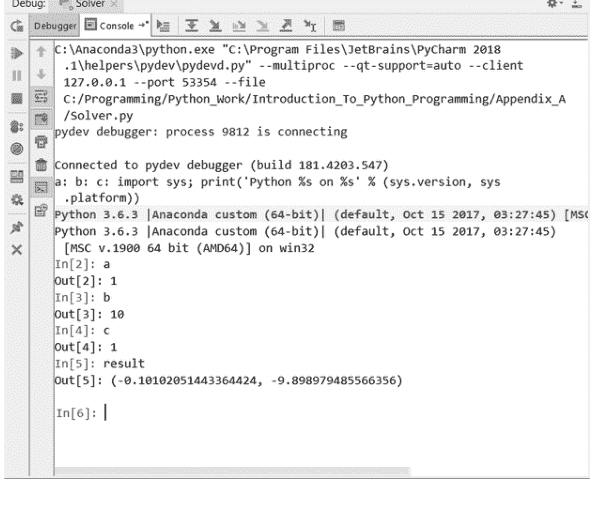 Debug: Solver
Debugger Console
C:\Anaconda3\python.exe "C:\Program Files\JetBrains\PyCharm 2018
.1\helpers\pydev\pydevd.py" --multiproc --qt-support=auto --client
127.0.0.1 --port 53354 --file
C:/Programming/Python_Work/Introduction_To_Python_Programming/Appendix_A
/Solver.py
pydev debugger: process 9812 is connecting
Connected to pydev debugger (build 181.4203.547)
a: b: c: import sys; print('Python %s on %s' % (sys.version, sys
.platform))
Python 3.6.3 |Anaconda custom (64-bit)| (default, Oct 15 2017, 03:27:45) [MSC
Python 3.6.3 |Anaconda custom (64-bit)| (default, Oct 15 2017, 03:27:45)
[MSC v.1900 64 bit (AMD64)] on win32
In[2]: a
Out[2]: 1
In[3]: b
Out[3]: 10
In[4]: c
Out[4]: 1
In[5]: result
Out[5]: (-0.10102051443364424, -9.898979485566356)
In[6]: